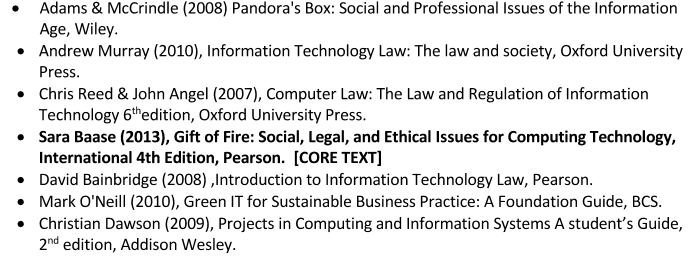 • Adams & McCrindle (2008) Pandora's Box: Social and Professional Issues of the Information
Age, Wiley.
• Andrew Murray (2010), Information Technology Law: The law and society, Oxford University
Press.
• Chris Reed & John Angel (2007), Computer Law: The Law and Regulation of Information
Technology 6thedition, Oxford University Press.
• Sara Baase (2013), Gift of Fire: Social, Legal, and Ethical Issues for Computing Technology,
International 4th Edition, Pearson. [CORE TEXT]
• David Bainbridge (2008) ,Introduction to Information Technology Law, Pearson.
• Mark O'Neill (2010), Green IT for Sustainable Business Practice: A Foundation Guide, BCS.
• Christian Dawson (2009), Projects in Computing and Information Systems A student’s Guide,
2nd edition, Addison Wesley.